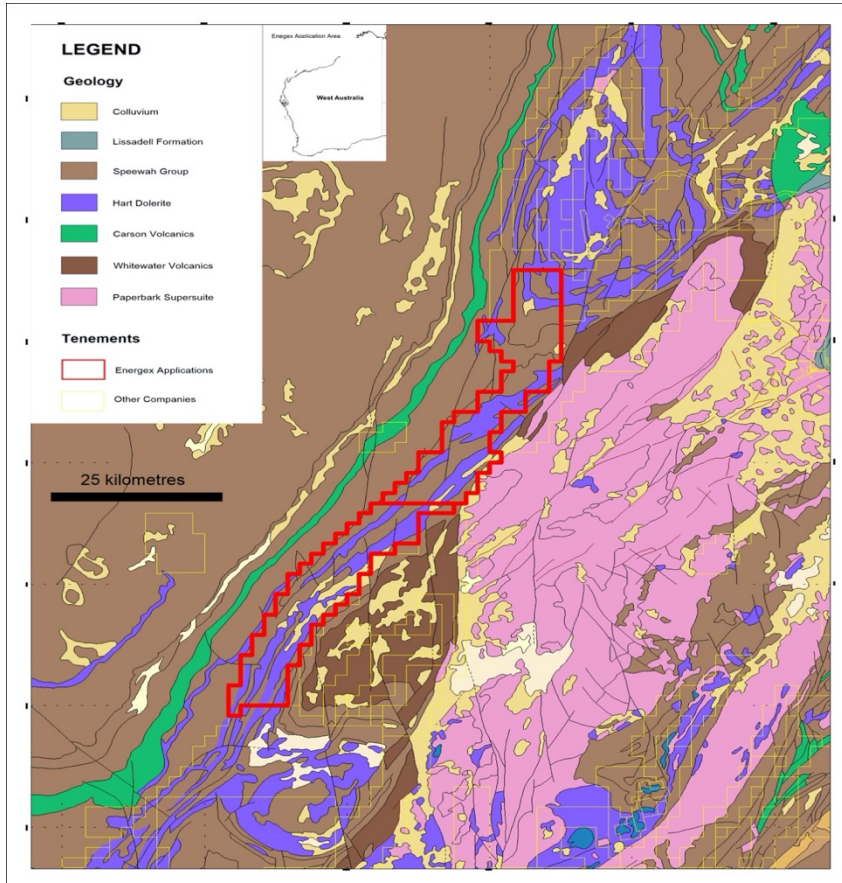 LEGEND
Geology
Colluvium
Lissadell Formation
Speewah Group
Hart Dolerite
Carson Volcanics
Whitewater Volcanics
Paperbark Supersuite
Tenements
Energex Applications
Other Companies
Energex Application Area
West Australia
25 kilometres